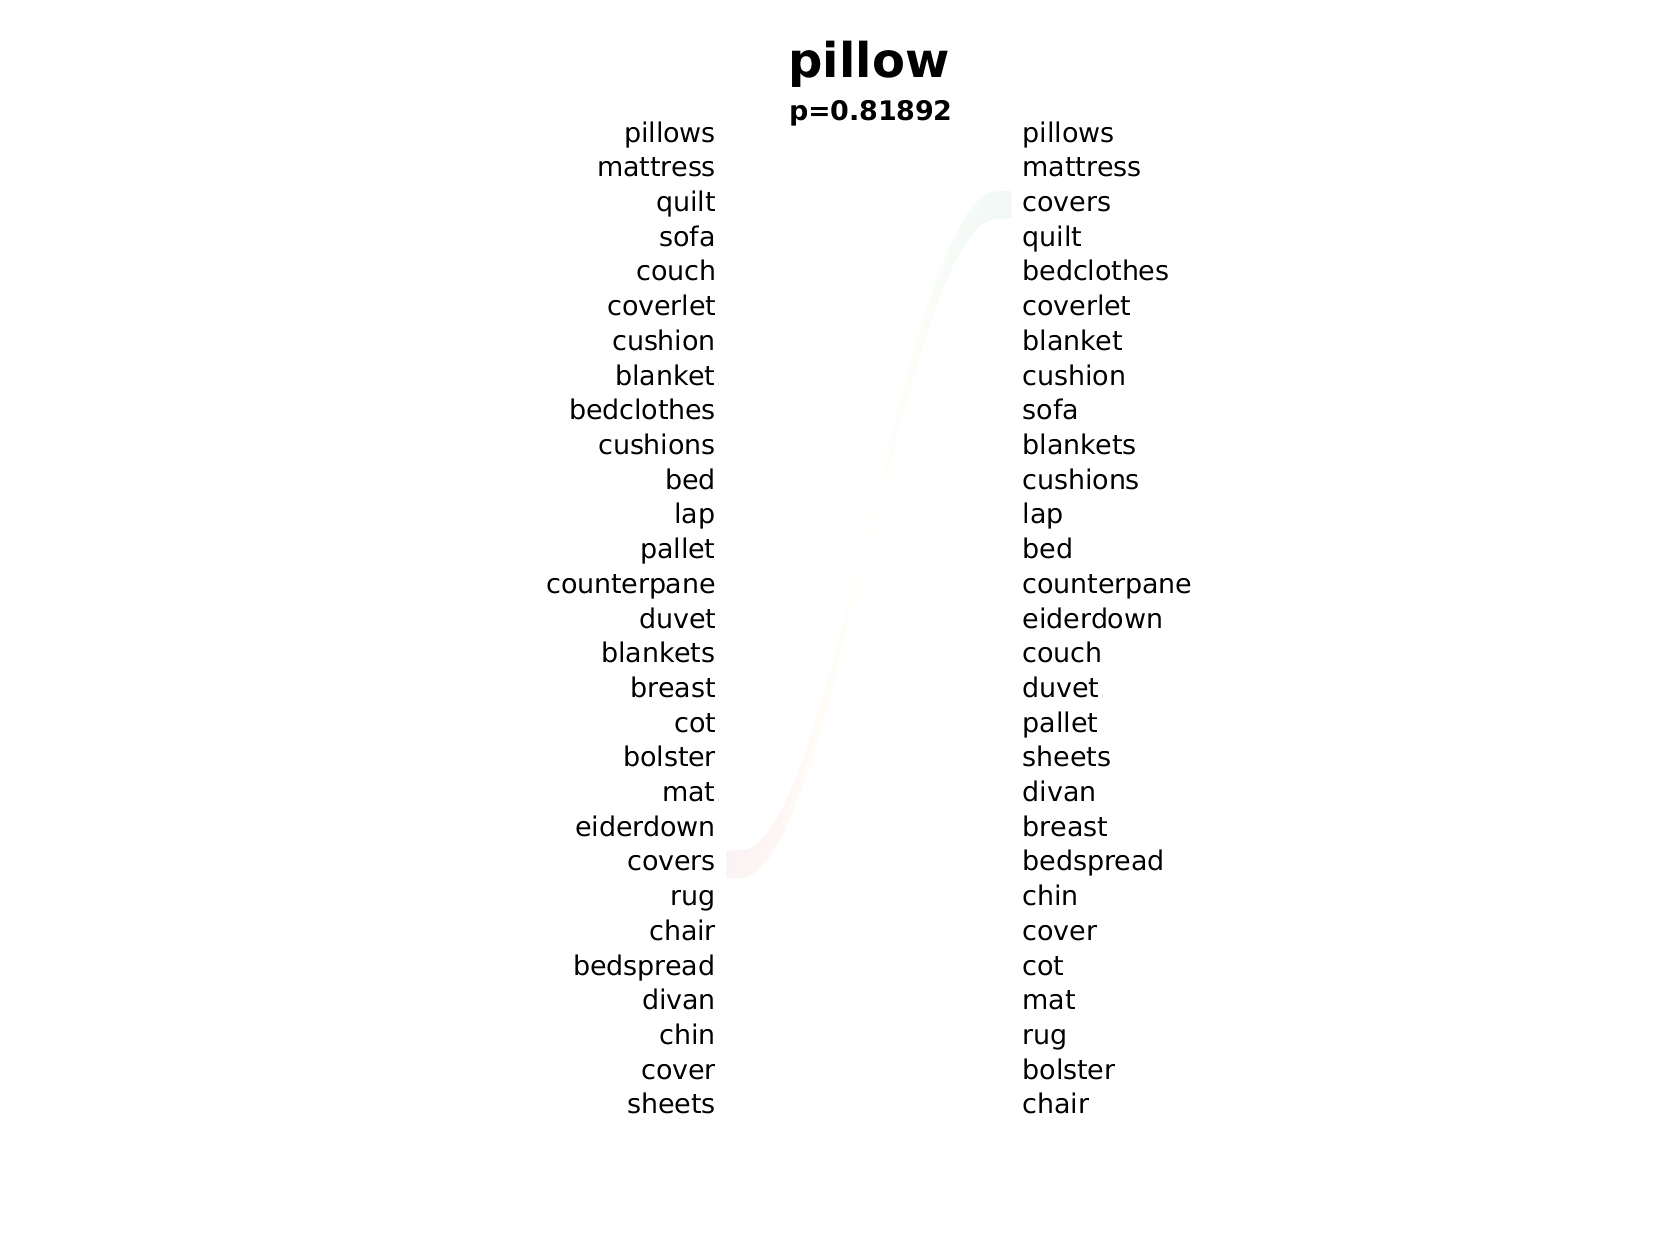 pillow
p=0.81892
pillows pillows
mattress mattress
quilt covers
sofa quilt
couch bedclothes
coverlet coverlet
cushion blanket
blanket cushion
bedclothes sofa
cushions blankets
bed cushions
lap lap
pallet bed
counterpane counterpane
duvet eiderdown
blankets couch
breast duvet
cot pallet
bolster sheets
mat divan
eiderdown breast
covers bedspread
rug chin
chair cover
bedspread cot
divan mat
chin rug
cover bolster
sheets chair